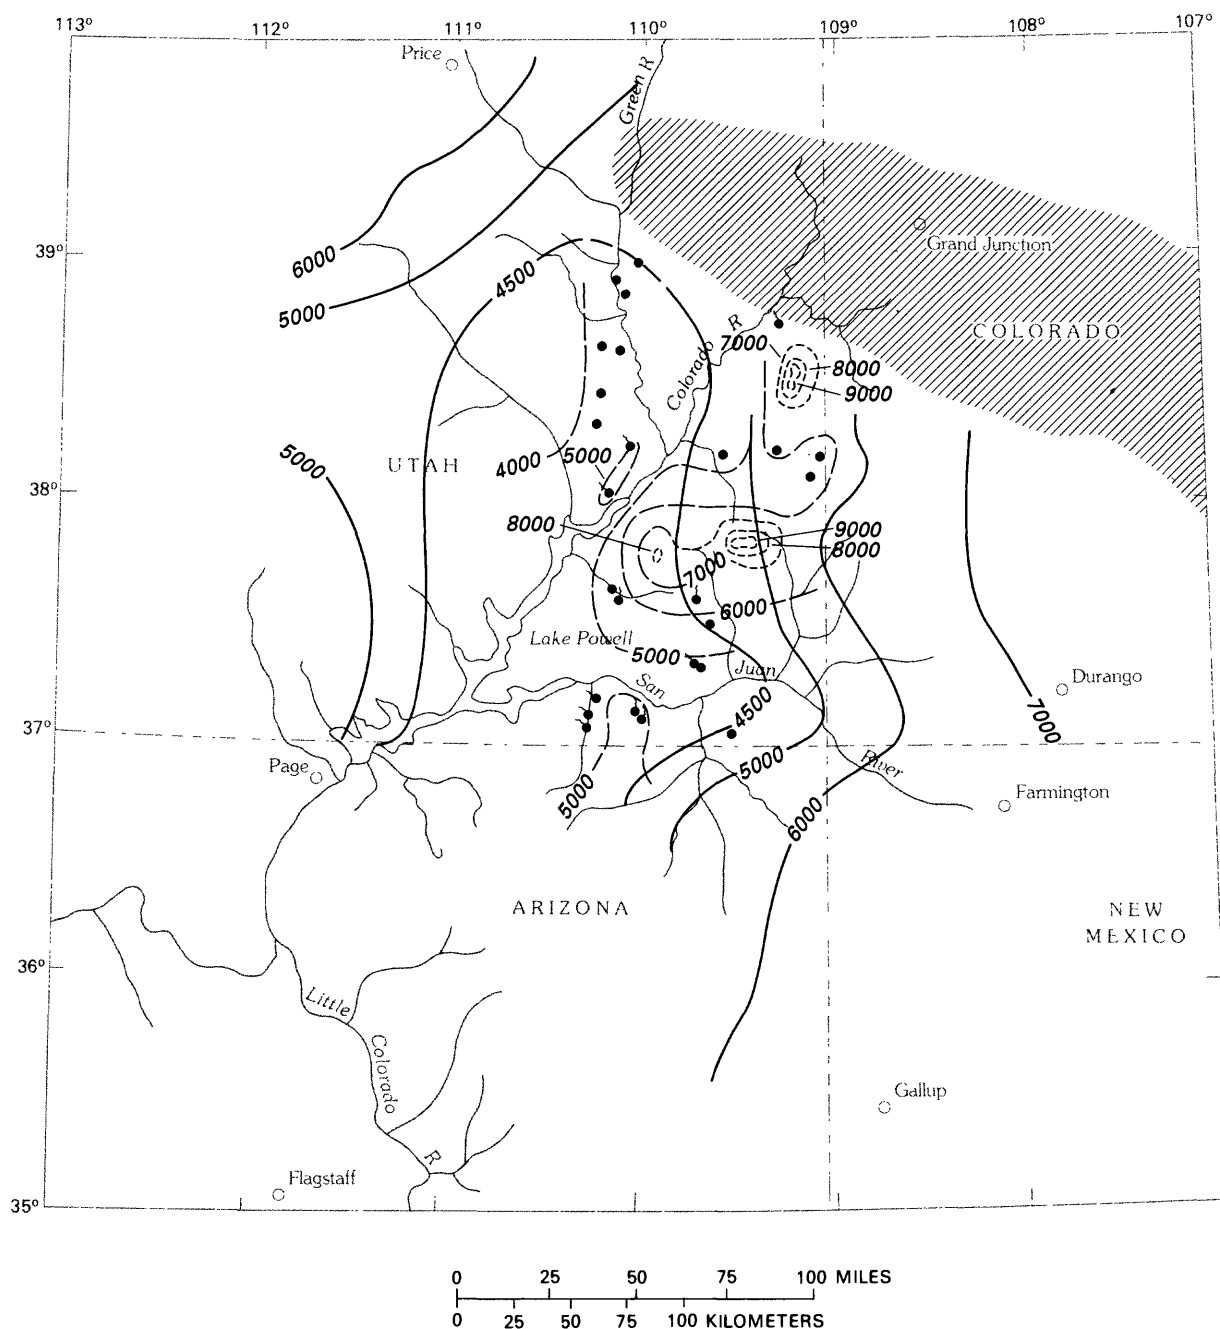 113° 112° 111° 110° 109° 108° 107°
Price
Green R
39°
Grand Junction
6000
4500
5000
COLORADO
Colorado R
7000
8000
9000
5000
UTAH
4000
5000
38°
8000
9000
8000
7000
6000
Lake Powell
5000
San Juan River
Durango
4500
7000
37°
Page
5000
5000
6000
Farmington
ARIZONA
NEW
MEXICO
36°
Little Colorado R
Gallup
Flagstaff
35°
0 25 50 75 100 MILES
0 25 50 75 100 KILOMETERS